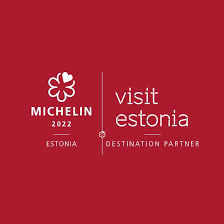 MICHELIN
2022
ESTONIA
visit
estonia
DESTINATION PARTNER